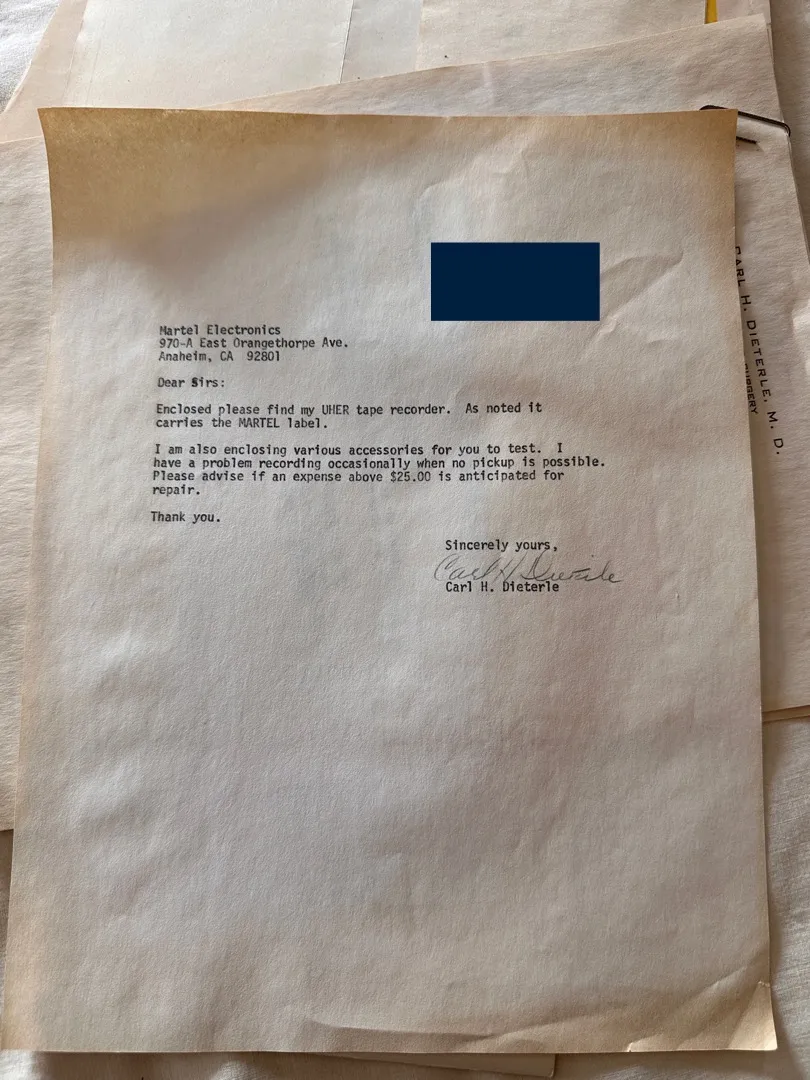 Martel Electronics
970-A East Orangethorpe Ave.
Anaheim, CA 92801
Dear Sirs:
Enclosed please find my UHER tape recorder. As noted it
carries the MARTEL label.
I am also enclosing various accessories for you to test. I
have a problem recording occasionally when no pickup is possible.
Please advise if an expense above $25.00 is anticipated for
repair.
Thank you.
Sincerely yours,
Carl H Dieterle
Carl H. Dieterle
CARL H. DIETERLE, M. D.
SURGERY